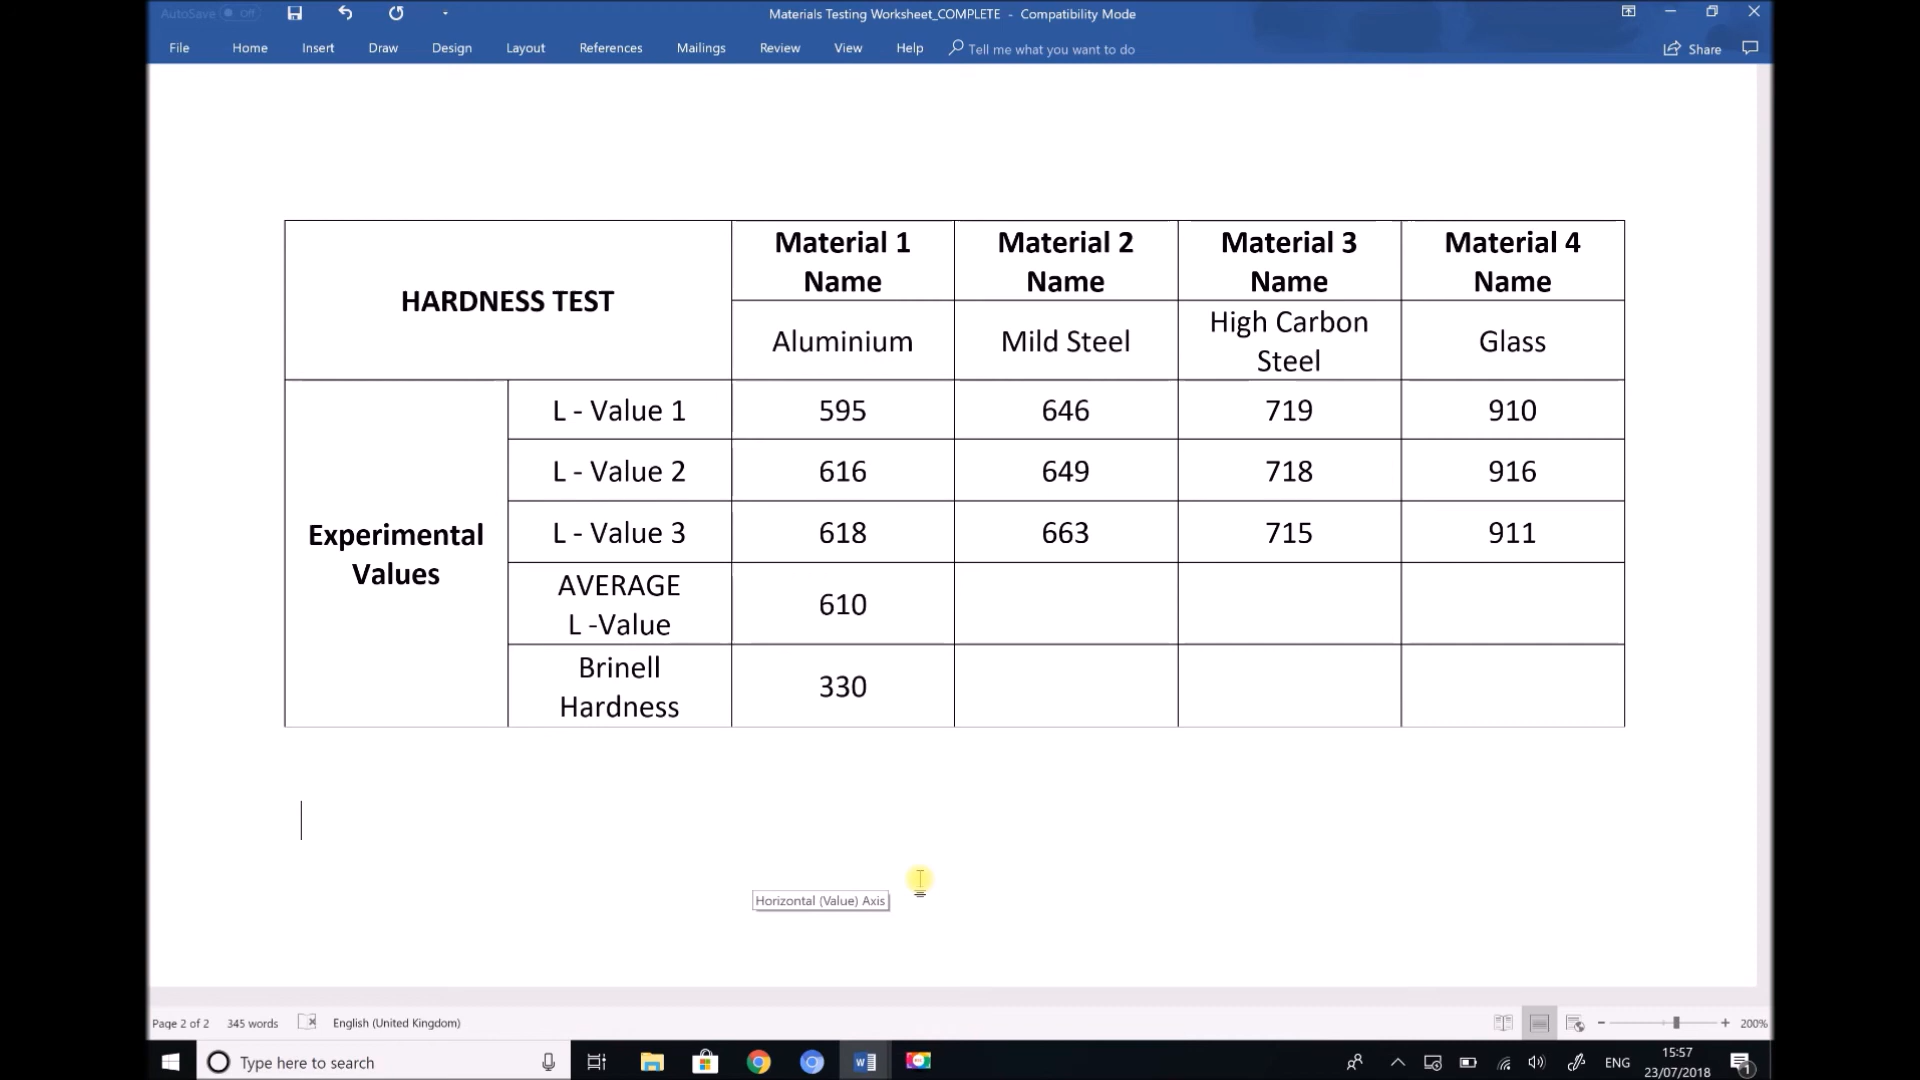 AutoSave Off
Materials Testing Worksheet_COMPLETE - Compatibility Mode
File Home Insert Draw Design Layout References Mailings Review View Help Tell me what you want to do Share
HARDNESS TEST
Material 1
Name
Material 2
Name
Material 3
Name
Material 4
Name
Aluminium
Mild Steel
High Carbon
Steel
Glass
Experimental
Values
L - Value 1 595 646 719 910
L - Value 2 616 649 718 916
L - Value 3 618 663 715 911
AVERAGE
L -Value
610
Brinell
Hardness
330
Horizontal (Value) Axis
Page 2 of 2 345 words English (United Kingdom) 200%
Type here to search
ENG
15:57
23/07/2018
1